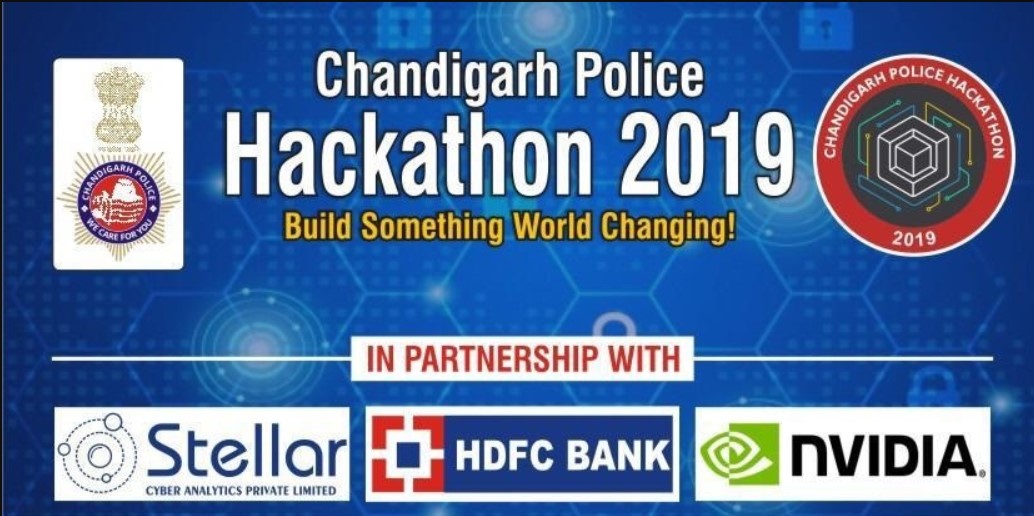 Chandigarh Police
Hackathon 2019
Build Something World Changing!
CHANDIGARH POLICE
WE CARE FOR YOU
CHANDIGARH POLICE HACKATHON
2019
IN PARTNERSHIP WITH
Stellar
CYBER ANALYTICS PRIVATE LIMITED
HDFC BANK
NVIDIA.